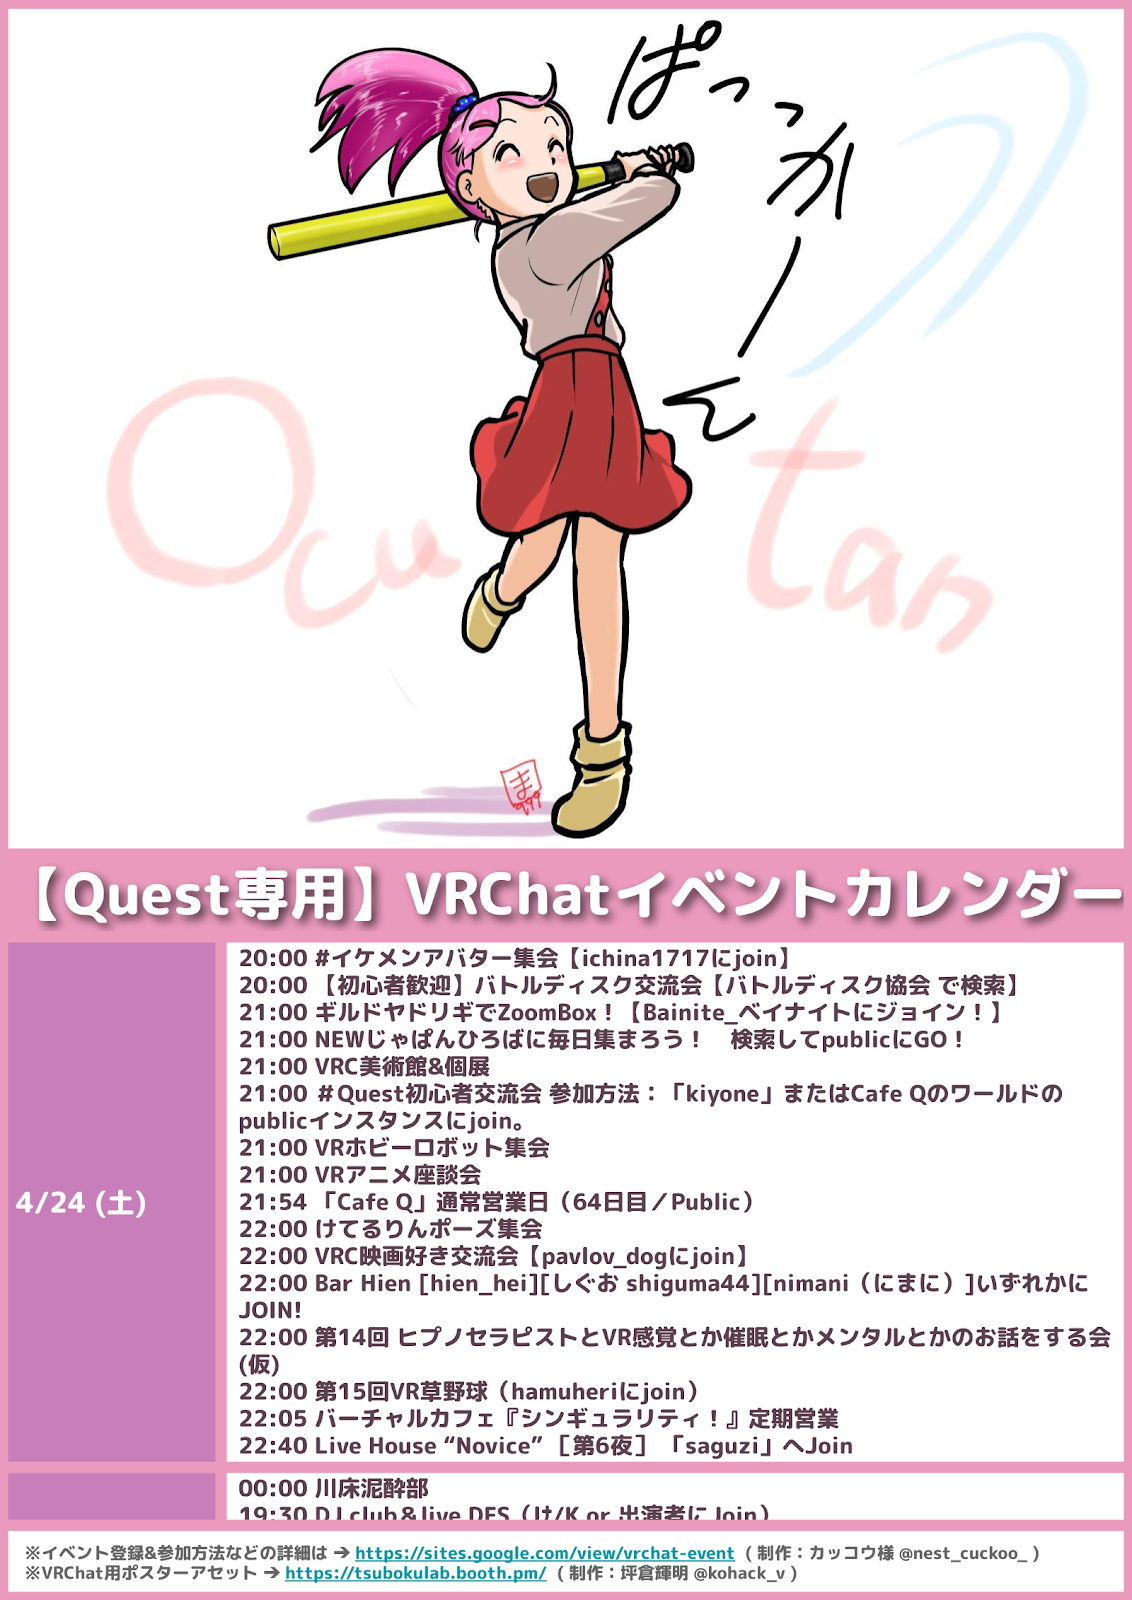 ぱっっかーん
Ocutan
ま
999
【Quest専用】VRChatイベントカレンダー
4/24 (土)
20:00 #イケメンアバター集会【ichina1717にjoin】
20:00 【初心者歓迎】バトルディスク交流会【バトルディスク協会 で検索】
21:00 ギルドヤドリギでZoomBox！【Bainite_ベイナイトにジョイン！】
21:00 NEWじゃぱんひろばに毎日集まろう！　検索してpublicにGO！
21:00 VRC美術館&個展
21:00 ＃Quest初心者交流会 参加方法：「kiyone」またはCafe Qのワールドの
publicインスタンスにjoin。
21:00 VRホビーロボット集会
21:00 VRアニメ座談会
21:54 「Cafe Q」通常営業日（64日目／Public）
22:00 けてるりんポーズ集会
22:00 VRC映画好き交流会【pavlov_dogにjoin】
22:00 Bar Hien [hien_hei][しぐお shiguma44][nimani（にまに）]いずれかに
JOIN!
22:00 第14回 ヒプノセラピストとVR感覚とか催眠とかメンタルとかのお話をする会
(仮)
22:00 第15回VR草野球（hamuheriにjoin）
22:05 バーチャルカフェ『シンギュラリティ！』定期営業
22:40 Live House “Novice” ［第6夜］ 「saguzi」へJoin
00:00 川床泥酔部
19:30 DJ club＆live DFS（け/K or 出演者に Join）
※イベント登録&参加方法などの詳細は ➔ https://sites.google.com/view/vrchat-event ( 制作：カッコウ様 @nest_cuckoo_ )
※VRChat用ポスターアセット ➔ https://tsubokulab.booth.pm/ ( 制作：坪倉輝明 @kohack_v )